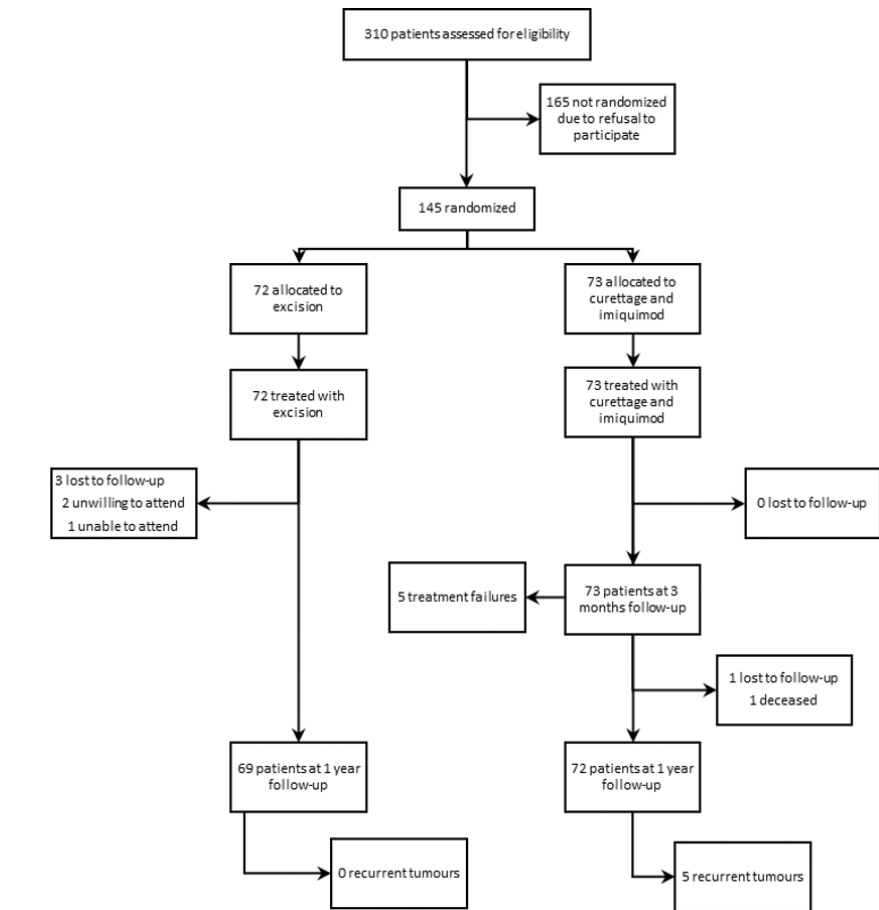 310 patients assessed for eligibility
165 not randomized
due to refusal to
participate
145 randomized
72 allocated to
excision
73 allocated to
curettage and
imiquimod
72 treated with
excision
73 treated with
curettage and
imiquimod
3 lost to follow-up
2 unwilling to attend
1 unable to attend
0 lost to follow-up
5 treatment failures
73 patients at 3
months follow-up
1 lost to follow-up
1 deceased
69 patients at 1 year
follow-up
72 patients at 1 year
follow-up
0 recurrent tumours
5 recurrent tumours